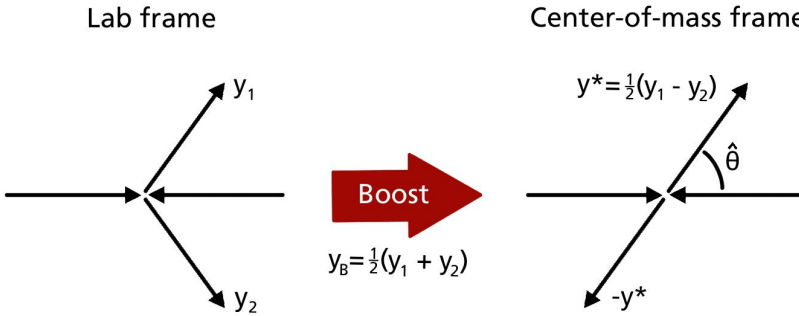 Lab frame
Center-of-mass frame
y₁
y₂
Boost
y_B=½(y₁ + y₂)
y*=½(y₁ - y₂)
θ̂
-y*